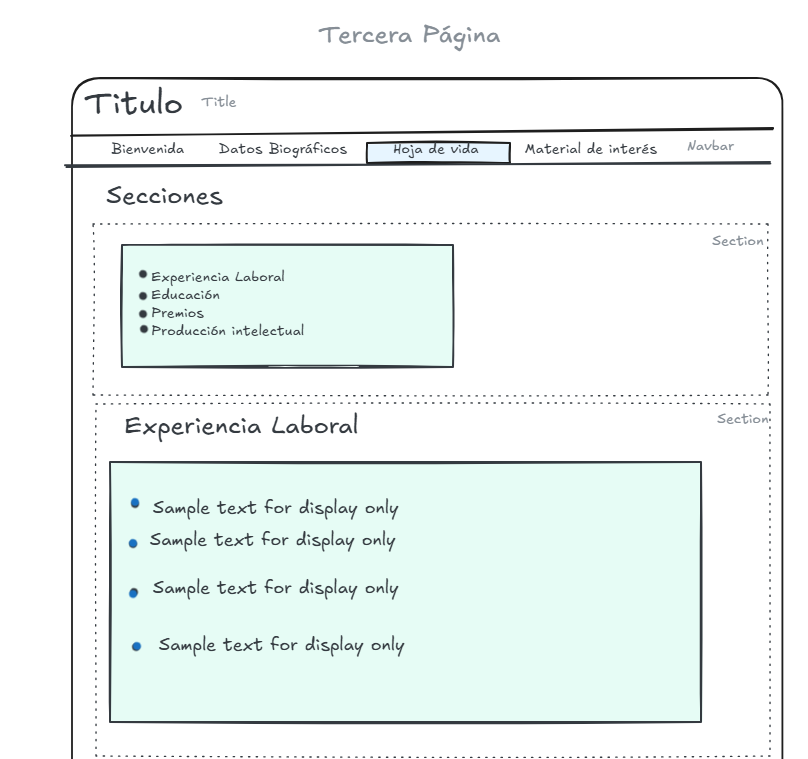 Tercera Página
Titulo Title
Bienvenida Datos Biográficos Hoja de vida Material de interés Navbar
Secciones
Section
Experiencia Laboral
Educación
Premios
Producción intelectual
Section
Experiencia Laboral
Sample text for display only
Sample text for display only
Sample text for display only
Sample text for display only